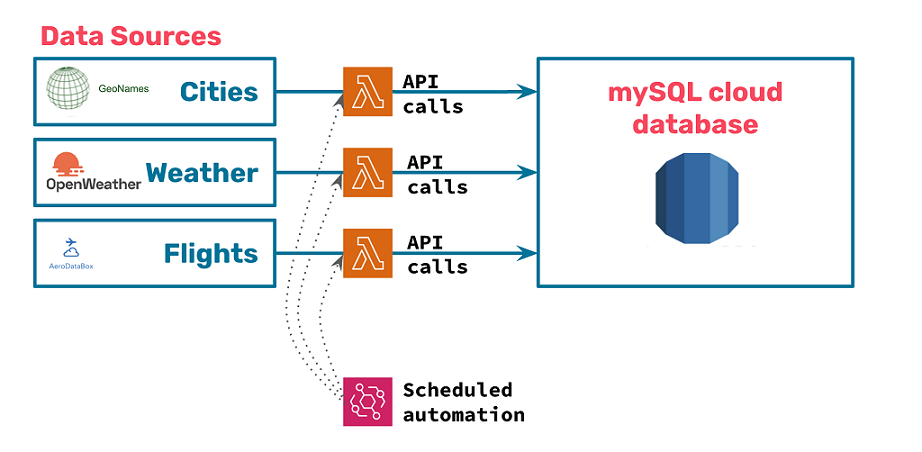 Data Sources
GeoNames
Cities
API
calls
mySQL cloud
database
OpenWeather
Weather
API
calls
AeroDataBox
Flights
API
calls
Scheduled
automation